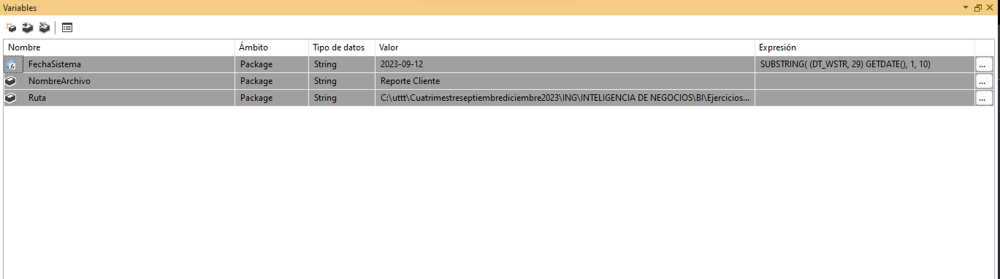 Variables
Nombre Ámbito Tipo de datos Valor Expresión
FechaSistema Package String 2023-09-12 SUBSTRING( (DT_WSTR, 29) GETDATE(), 1, 10) ...
NombreArchivo Package String Reporte Cliente ...
Ruta Package String C:\uttt\Cuatrimestreseptiembrediciembre2023\ING\INTELIGENCIA DE NEGOCIOS\BI\Ejercicios... ...